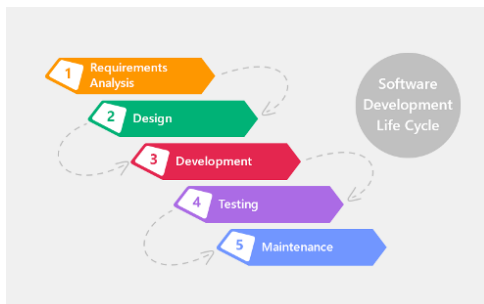 1
Requirements
Analysis
2
Design
3
Development
4
Testing
5
Maintenance
Software
Development
Life Cycle